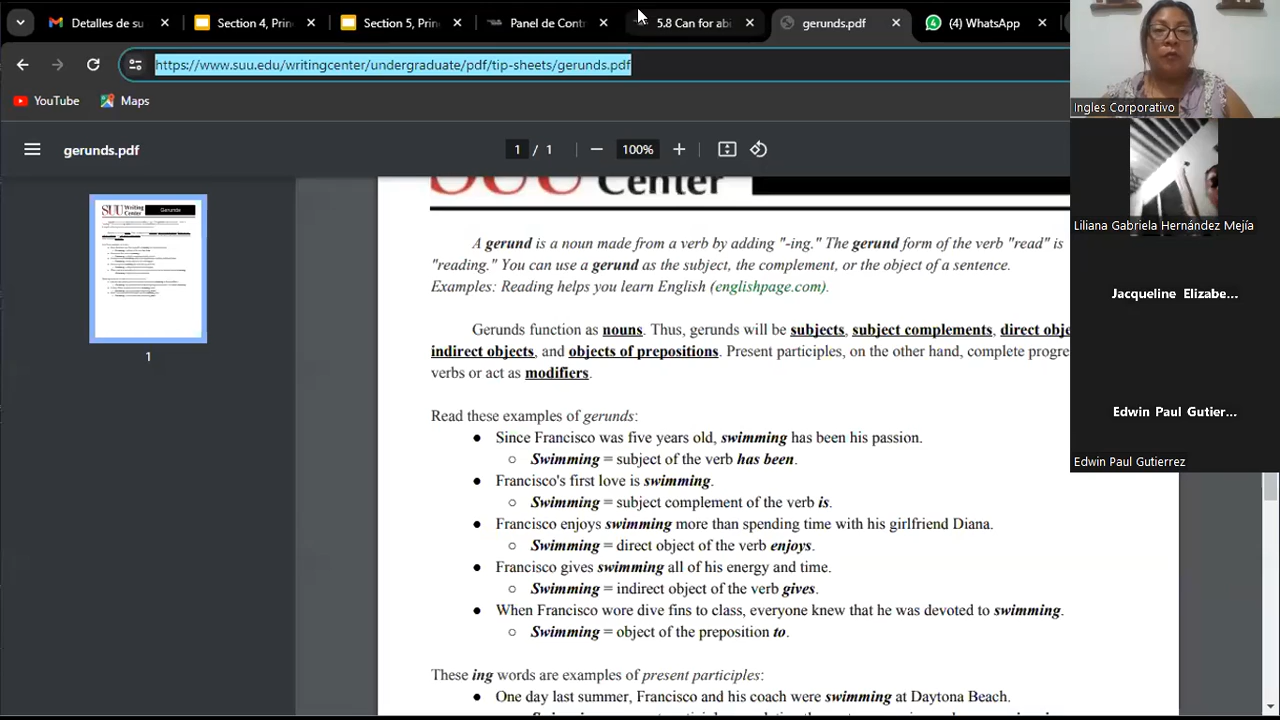 Detalles de su
Section 4, Prin
Section 5, Prin
Panel de Cont
5.8 Can for abi
gerunds.pdf
(4) WhatsApp
https://www.suu.edu/writingcenter/undergraduate/pdf/tip-sheets/gerunds.pdf
YouTube
Maps
Ingles Corporativo
gerunds.pdf
1 / 1
100%
SUU Center
A gerund is a noun made from a verb by adding "-ing." The gerund form of the verb "read" is
"reading." You can use a gerund as the subject, the complement, or the object of a sentence.
Examples: Reading helps you learn English (englishpage.com).
Gerunds function as nouns. Thus, gerunds will be subjects, subject complements, direct obje
indirect objects, and objects of prepositions. Present participles, on the other hand, complete progre
verbs or act as modifiers.
Read these examples of gerunds:
● Since Francisco was five years old, swimming has been his passion.
○ Swimming = subject of the verb has been.
● Francisco's first love is swimming.
○ Swimming = subject complement of the verb is.
● Francisco enjoys swimming more than spending time with his girlfriend Diana.
○ Swimming = direct object of the verb enjoys.
● Francisco gives swimming all of his energy and time.
○ Swimming = indirect object of the verb gives.
● When Francisco wore dive fins to class, everyone knew that he was devoted to swimming.
○ Swimming = object of the preposition to.
These ing words are examples of present participles:
● One day last summer, Francisco and his coach were swimming at Daytona Beach.
SUU Writing
Center
Gerunds
1
Liliana Gabriela Hernández Mejía
Jacqueline Elizabe...
Edwin Paul Gutier...
Edwin Paul Gutierrez